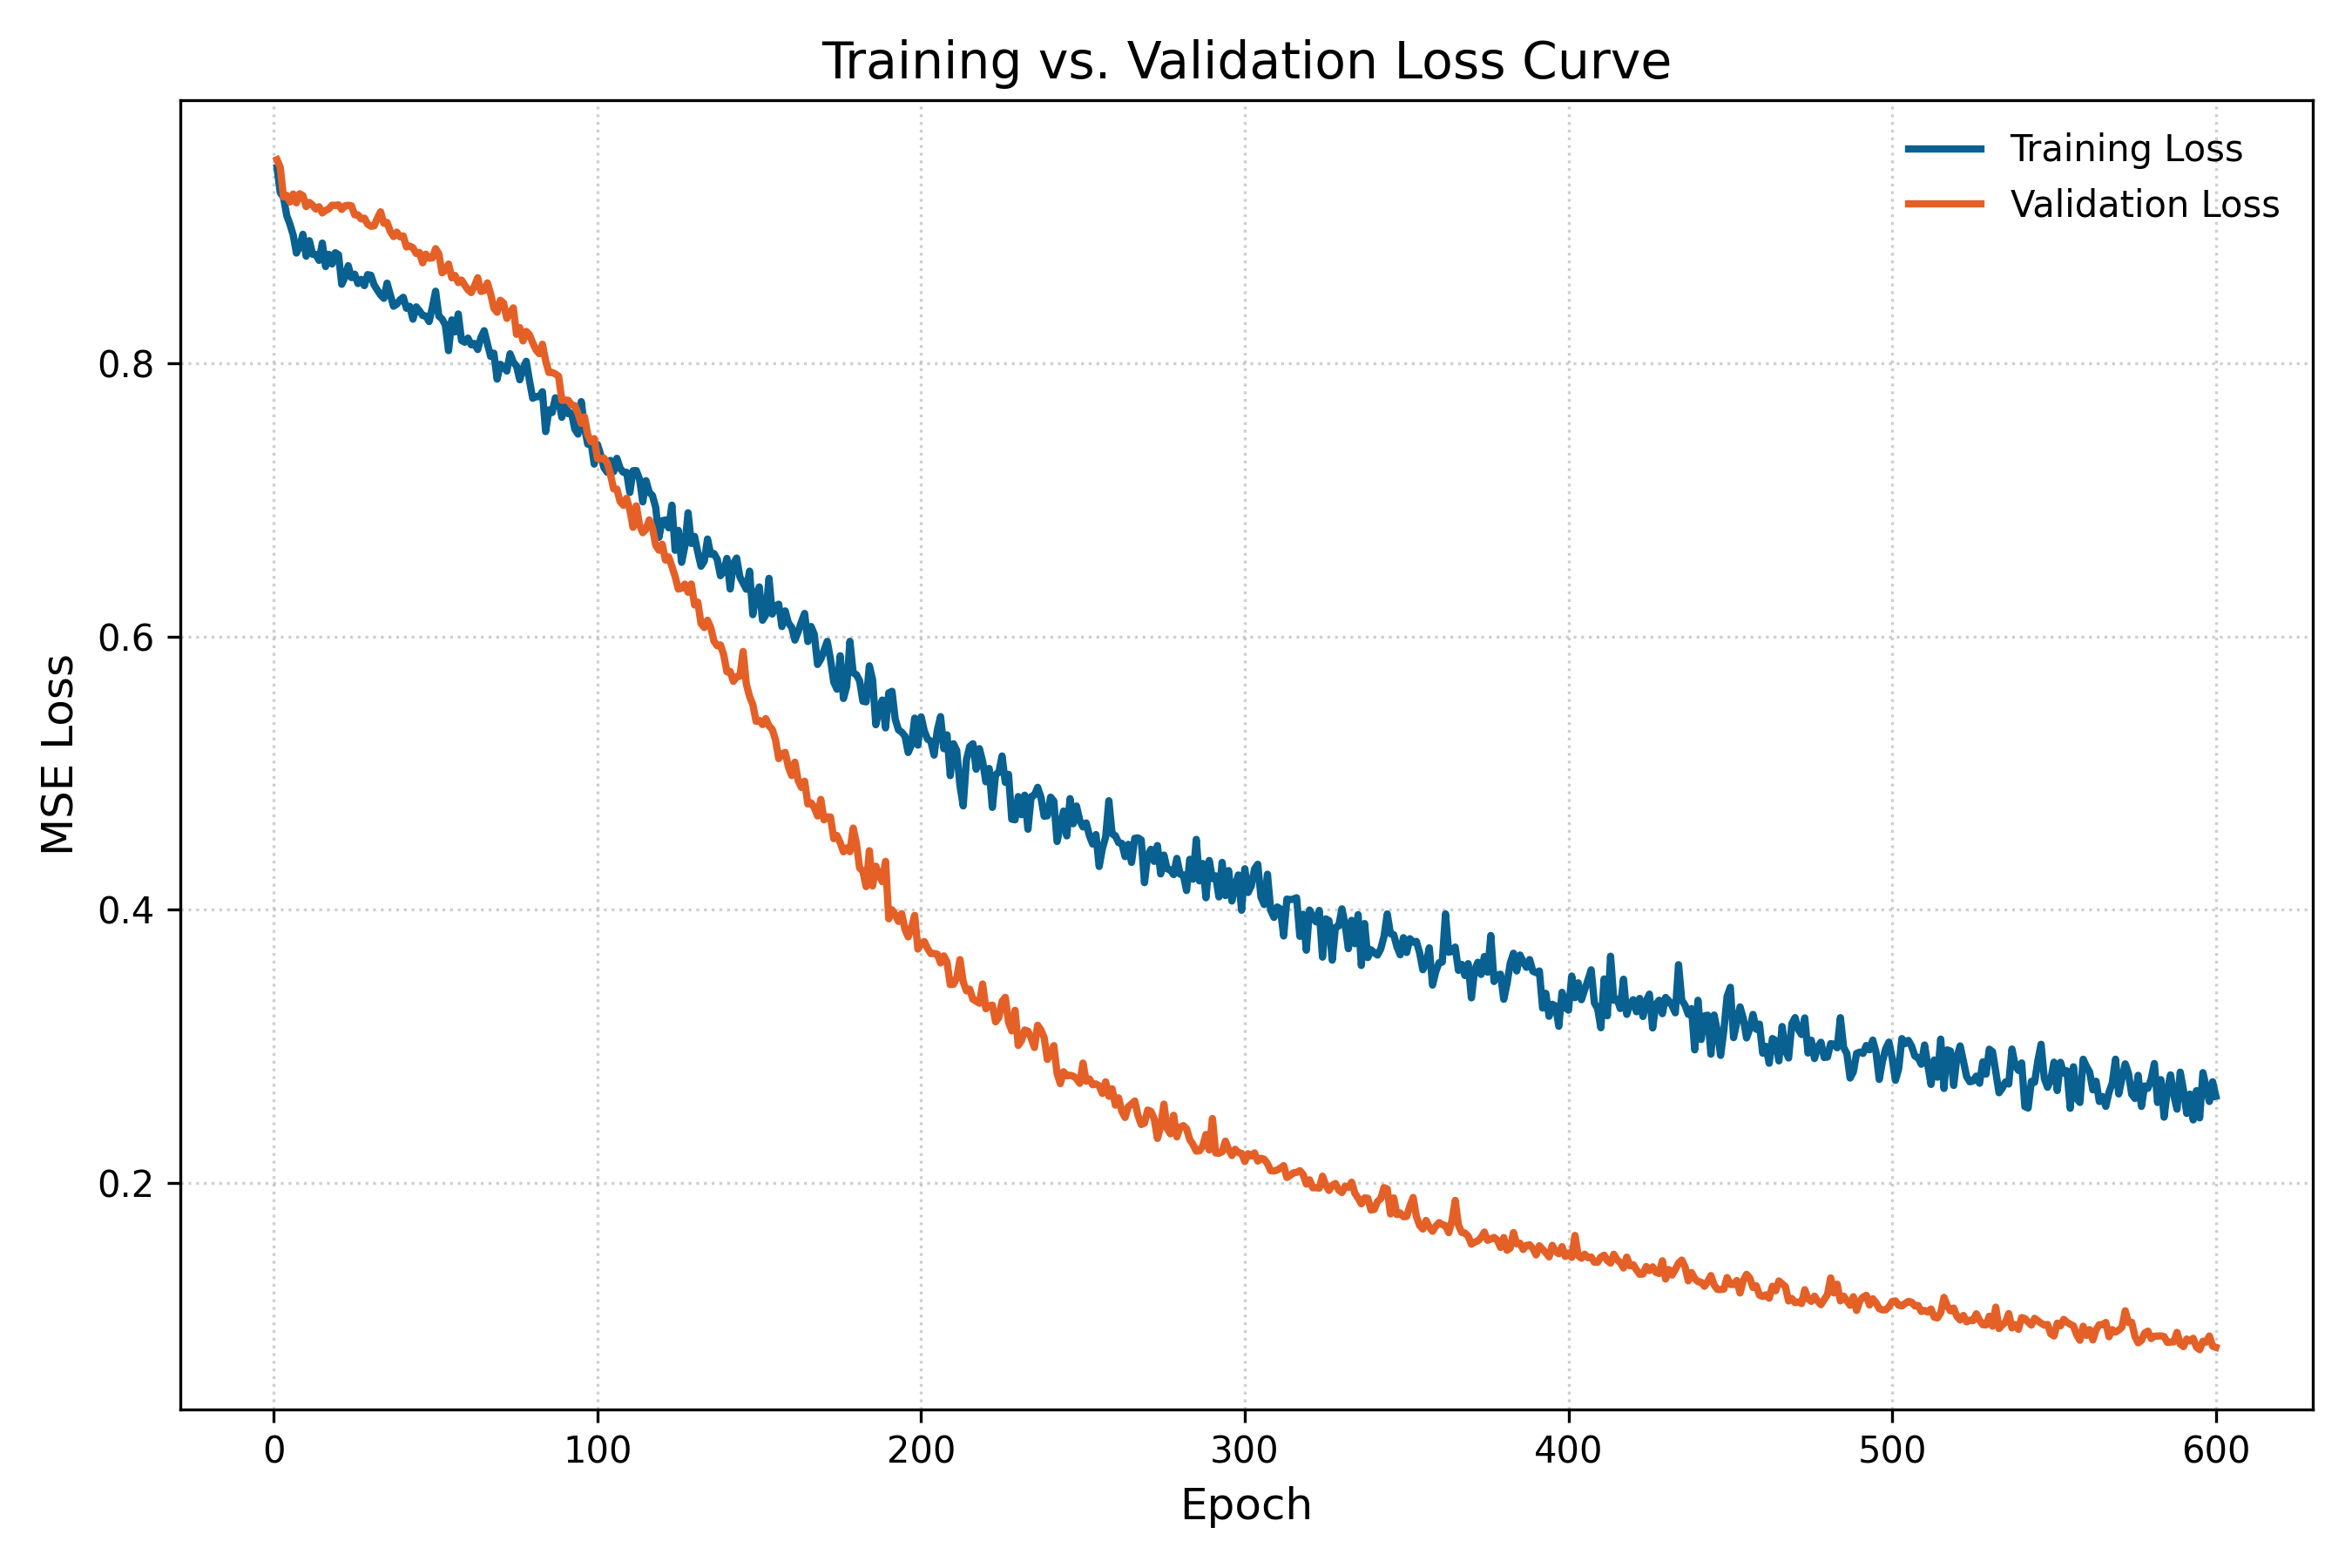 Training vs. Validation Loss Curve
Training Loss
Validation Loss
MSE Loss
0.8
0.6
0.4
0.2
0 100 200 300 400 500 600
Epoch